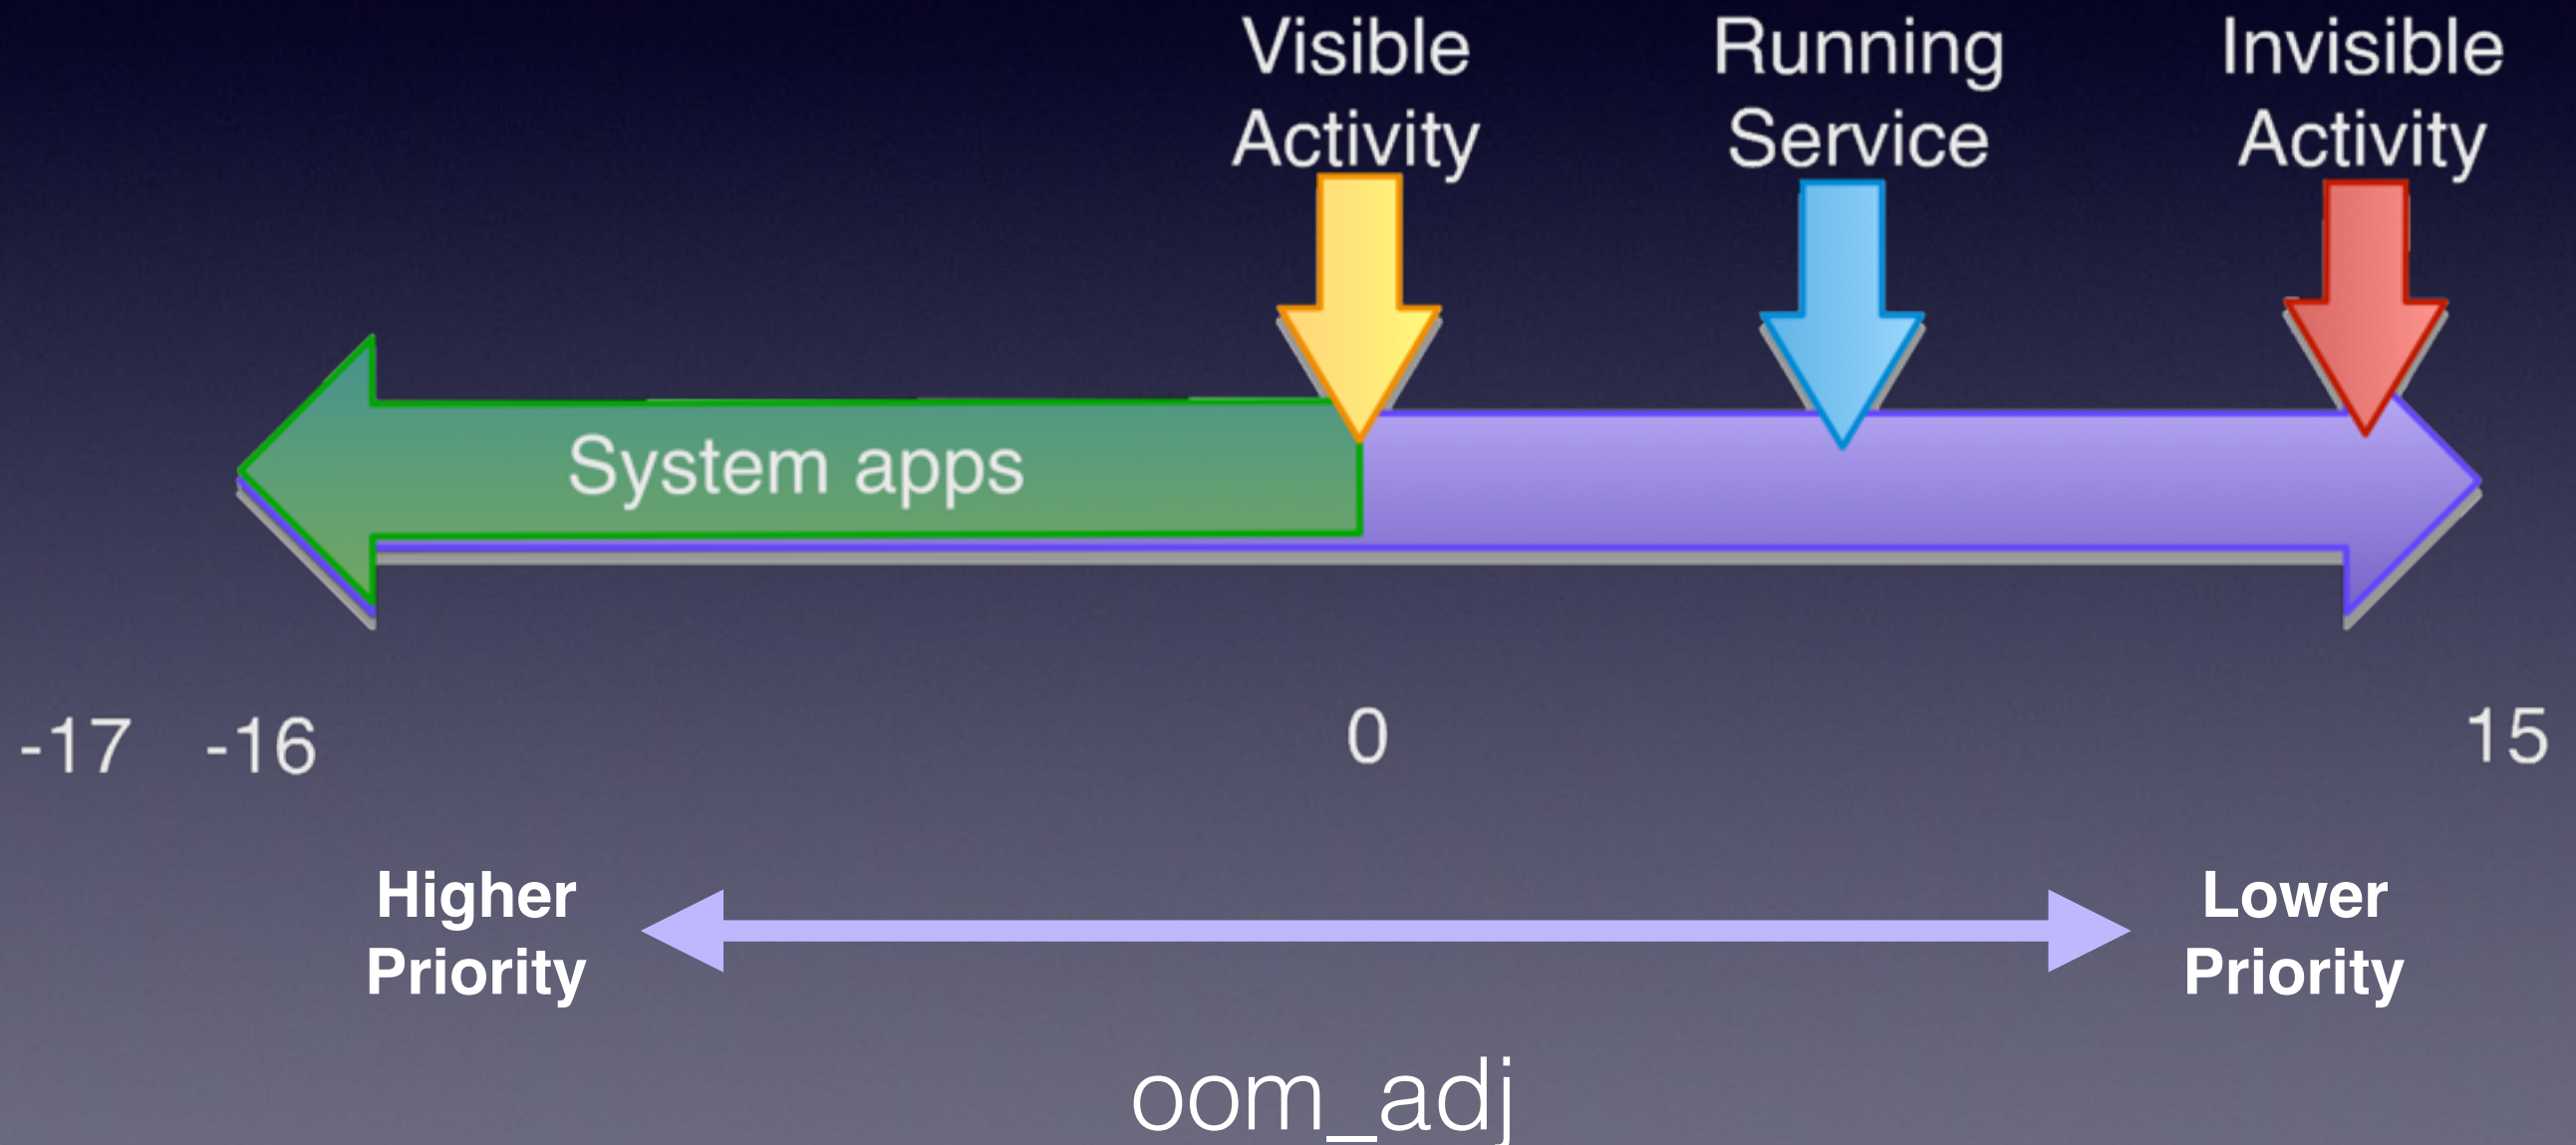 Visible
Activity
Running
Service
Invisible
Activity
System apps
-17 -16 0 15
Higher
Priority
Lower
Priority
oom_adj